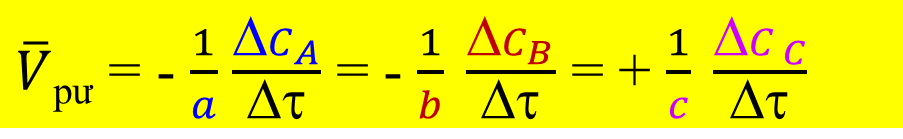 V̄ pư = - 1/a ΔC_A/Δτ = - 1/b ΔC_B/Δτ = + 1/c ΔC_C/Δτ